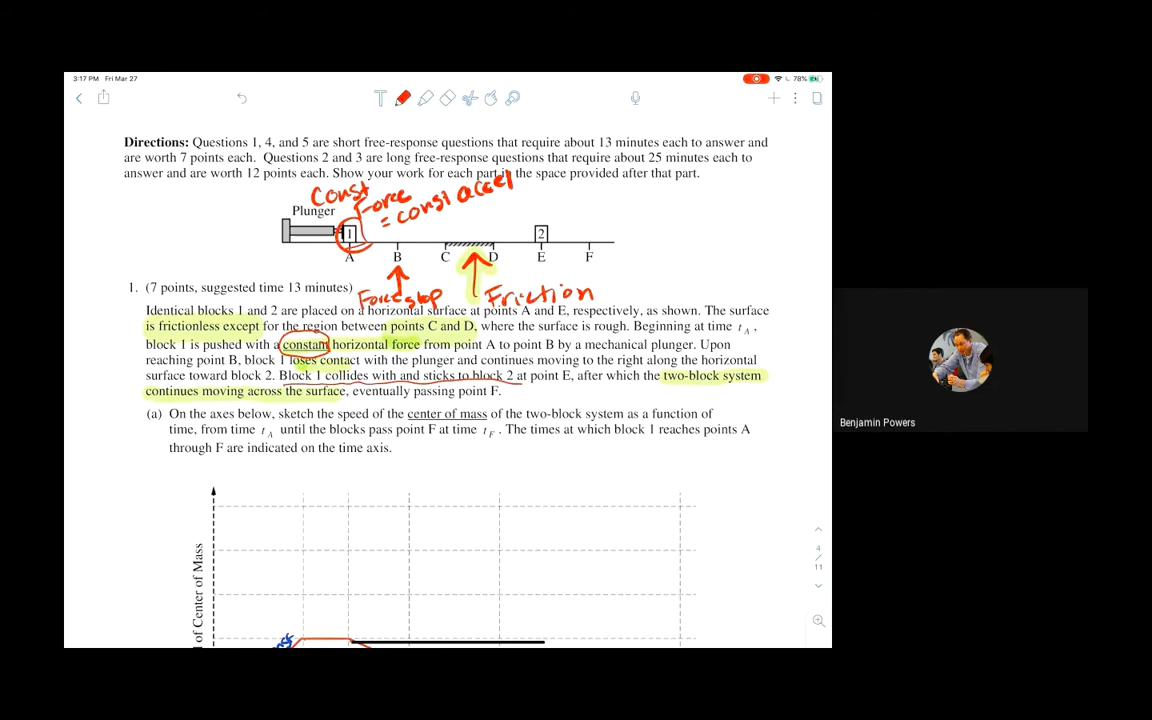 3:17 PM Fri Mar 27
78%
Directions: Questions 1, 4, and 5 are short free-response questions that require about 13 minutes each to answer and
are worth 7 points each. Questions 2 and 3 are long free-response questions that require about 25 minutes each to
answer and are worth 12 points each. Show your work for each part in the space provided after that part.
Const
Force
= const accel
Plunger
1
2
A B C D E F
Force stop
Friction
1. (7 points, suggested time 13 minutes)
Identical blocks 1 and 2 are placed on a horizontal surface at points A and E, respectively, as shown. The surface
is frictionless except for the region between points C and D, where the surface is rough. Beginning at time t A ,
block 1 is pushed with a constant horizontal force from point A to point B by a mechanical plunger. Upon
reaching point B, block 1 loses contact with the plunger and continues moving to the right along the horizontal
surface toward block 2. Block 1 collides with and sticks to block 2 at point E, after which the two-block system
continues moving across the surface, eventually passing point F.
(a) On the axes below, sketch the speed of the center of mass of the two-block system as a function of
time, from time t A until the blocks pass point F at time t F . The times at which block 1 reaches points A
through F are indicated on the time axis.
of Center of Mass
4
11
Benjamin Powers